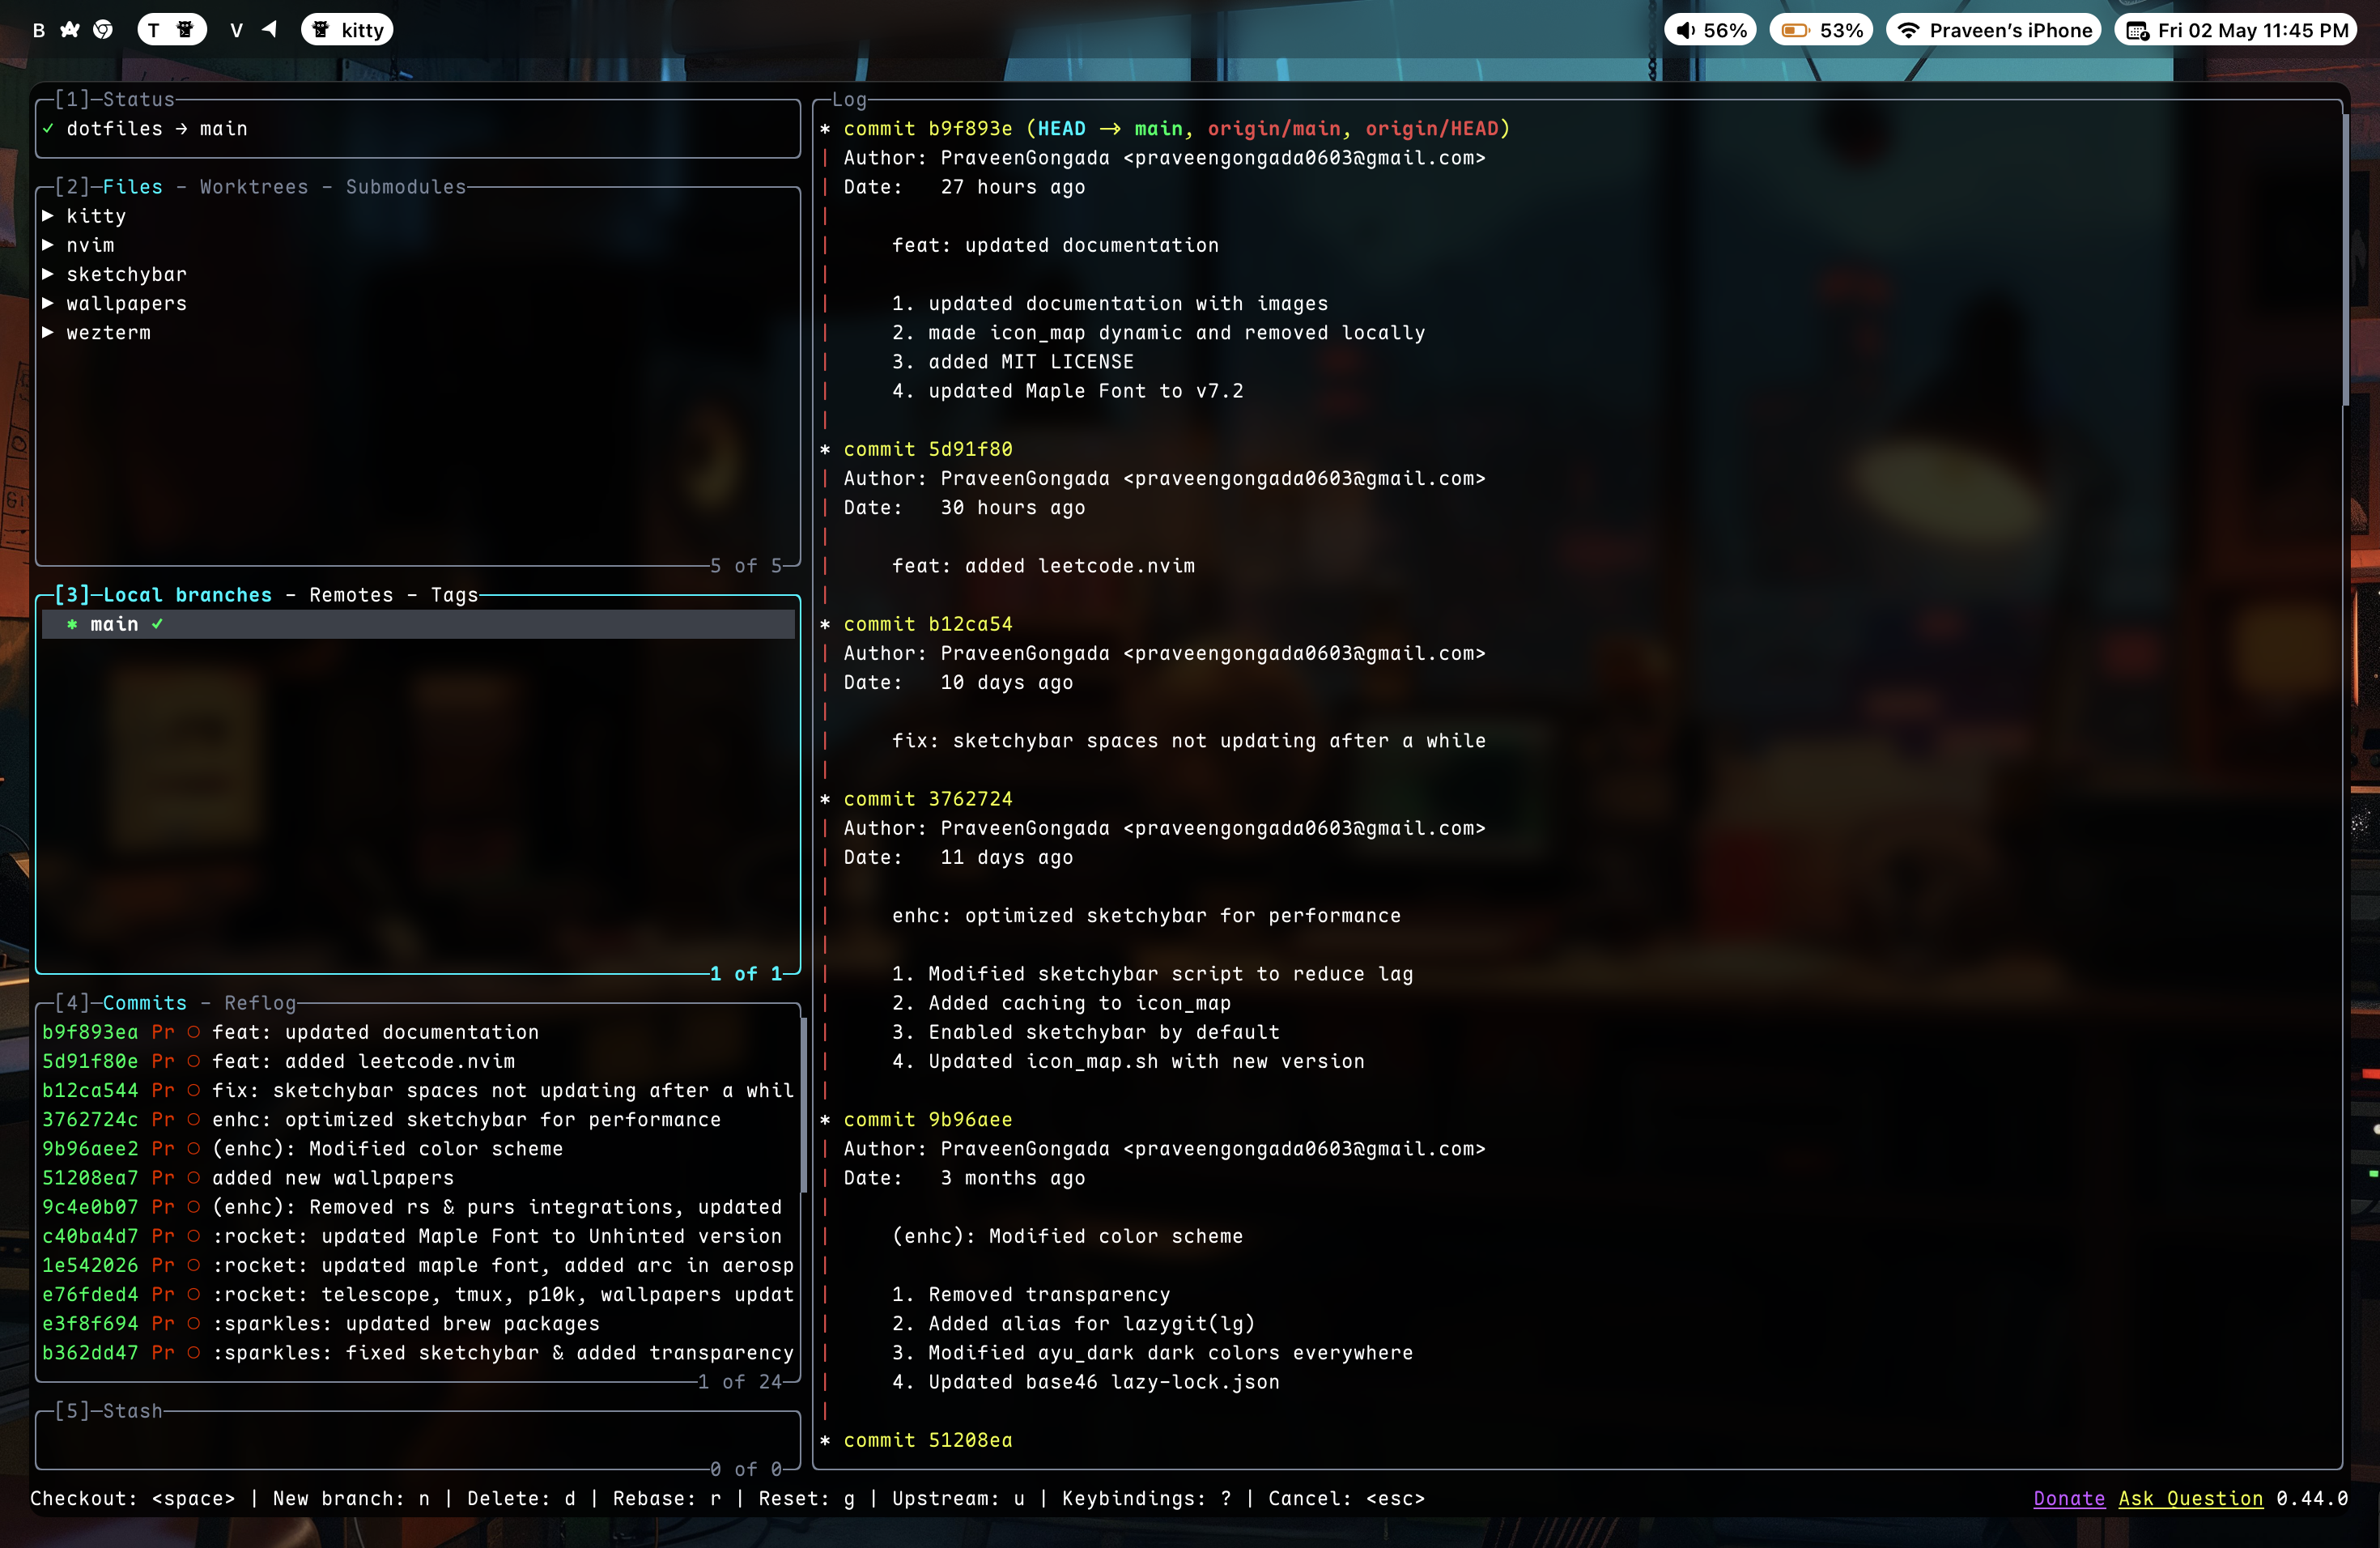 B T V kitty 56% 53% Praveen’s iPhone Fri 02 May 11:45 PM
[1]─Status
✓ dotfiles → main
[2]─Files - Worktrees - Submodules
▶ kitty
▶ nvim
▶ sketchybar
▶ wallpapers
▶ wezterm
5 of 5
[3]─Local branches - Remotes - Tags
* main ✓
1 of 1
[4]─Commits - Reflog
b9f893ea Pr ○ feat: updated documentation
5d91f80e Pr ○ feat: added leetcode.nvim
b12ca544 Pr ○ fix: sketchybar spaces not updating after a whil
3762724c Pr ○ enhc: optimized sketchybar for performance
9b96aee2 Pr ○ (enhc): Modified color scheme
51208ea7 Pr ○ added new wallpapers
9c4e0b07 Pr ○ (enhc): Removed rs & purs integrations, updated
c40ba4d7 Pr ○ :rocket: updated Maple Font to Unhinted version
1e542026 Pr ○ :rocket: updated maple font, added arc in aerosp
e76fded4 Pr ○ :rocket: telescope, tmux, p10k, wallpapers updat
e3f8f694 Pr ○ :sparkles: updated brew packages
b362dd47 Pr ○ :sparkles: fixed sketchybar & added transparency
1 of 24
[5]─Stash
0 of 0
Log
* commit b9f893e (HEAD → main, origin/main, origin/HEAD)
| Author: PraveenGongada <praveengongada0603@gmail.com>
| Date:   27 hours ago
|
|     feat: updated documentation
|
|     1. updated documentation with images
|     2. made icon_map dynamic and removed locally
|     3. added MIT LICENSE
|     4. updated Maple Font to v7.2
|
* commit 5d91f80
| Author: PraveenGongada <praveengongada0603@gmail.com>
| Date:   30 hours ago
|
|     feat: added leetcode.nvim
|
* commit b12ca54
| Author: PraveenGongada <praveengongada0603@gmail.com>
| Date:   10 days ago
|
|     fix: sketchybar spaces not updating after a while
|
* commit 3762724
| Author: PraveenGongada <praveengongada0603@gmail.com>
| Date:   11 days ago
|
|     enhc: optimized sketchybar for performance
|
|     1. Modified sketchybar script to reduce lag
|     2. Added caching to icon_map
|     3. Enabled sketchybar by default
|     4. Updated icon_map.sh with new version
|
* commit 9b96aee
| Author: PraveenGongada <praveengongada0603@gmail.com>
| Date:   3 months ago
|
|     (enhc): Modified color scheme
|
|     1. Removed transparency
|     2. Added alias for lazygit(lg)
|     3. Modified ayu_dark dark colors everywhere
|     4. Updated base46 lazy-lock.json
|
* commit 51208ea
Checkout: <space> | New branch: n | Delete: d | Rebase: r | Reset: g | Upstream: u | Keybindings: ? | Cancel: <esc> Donate Ask Question 0.44.0